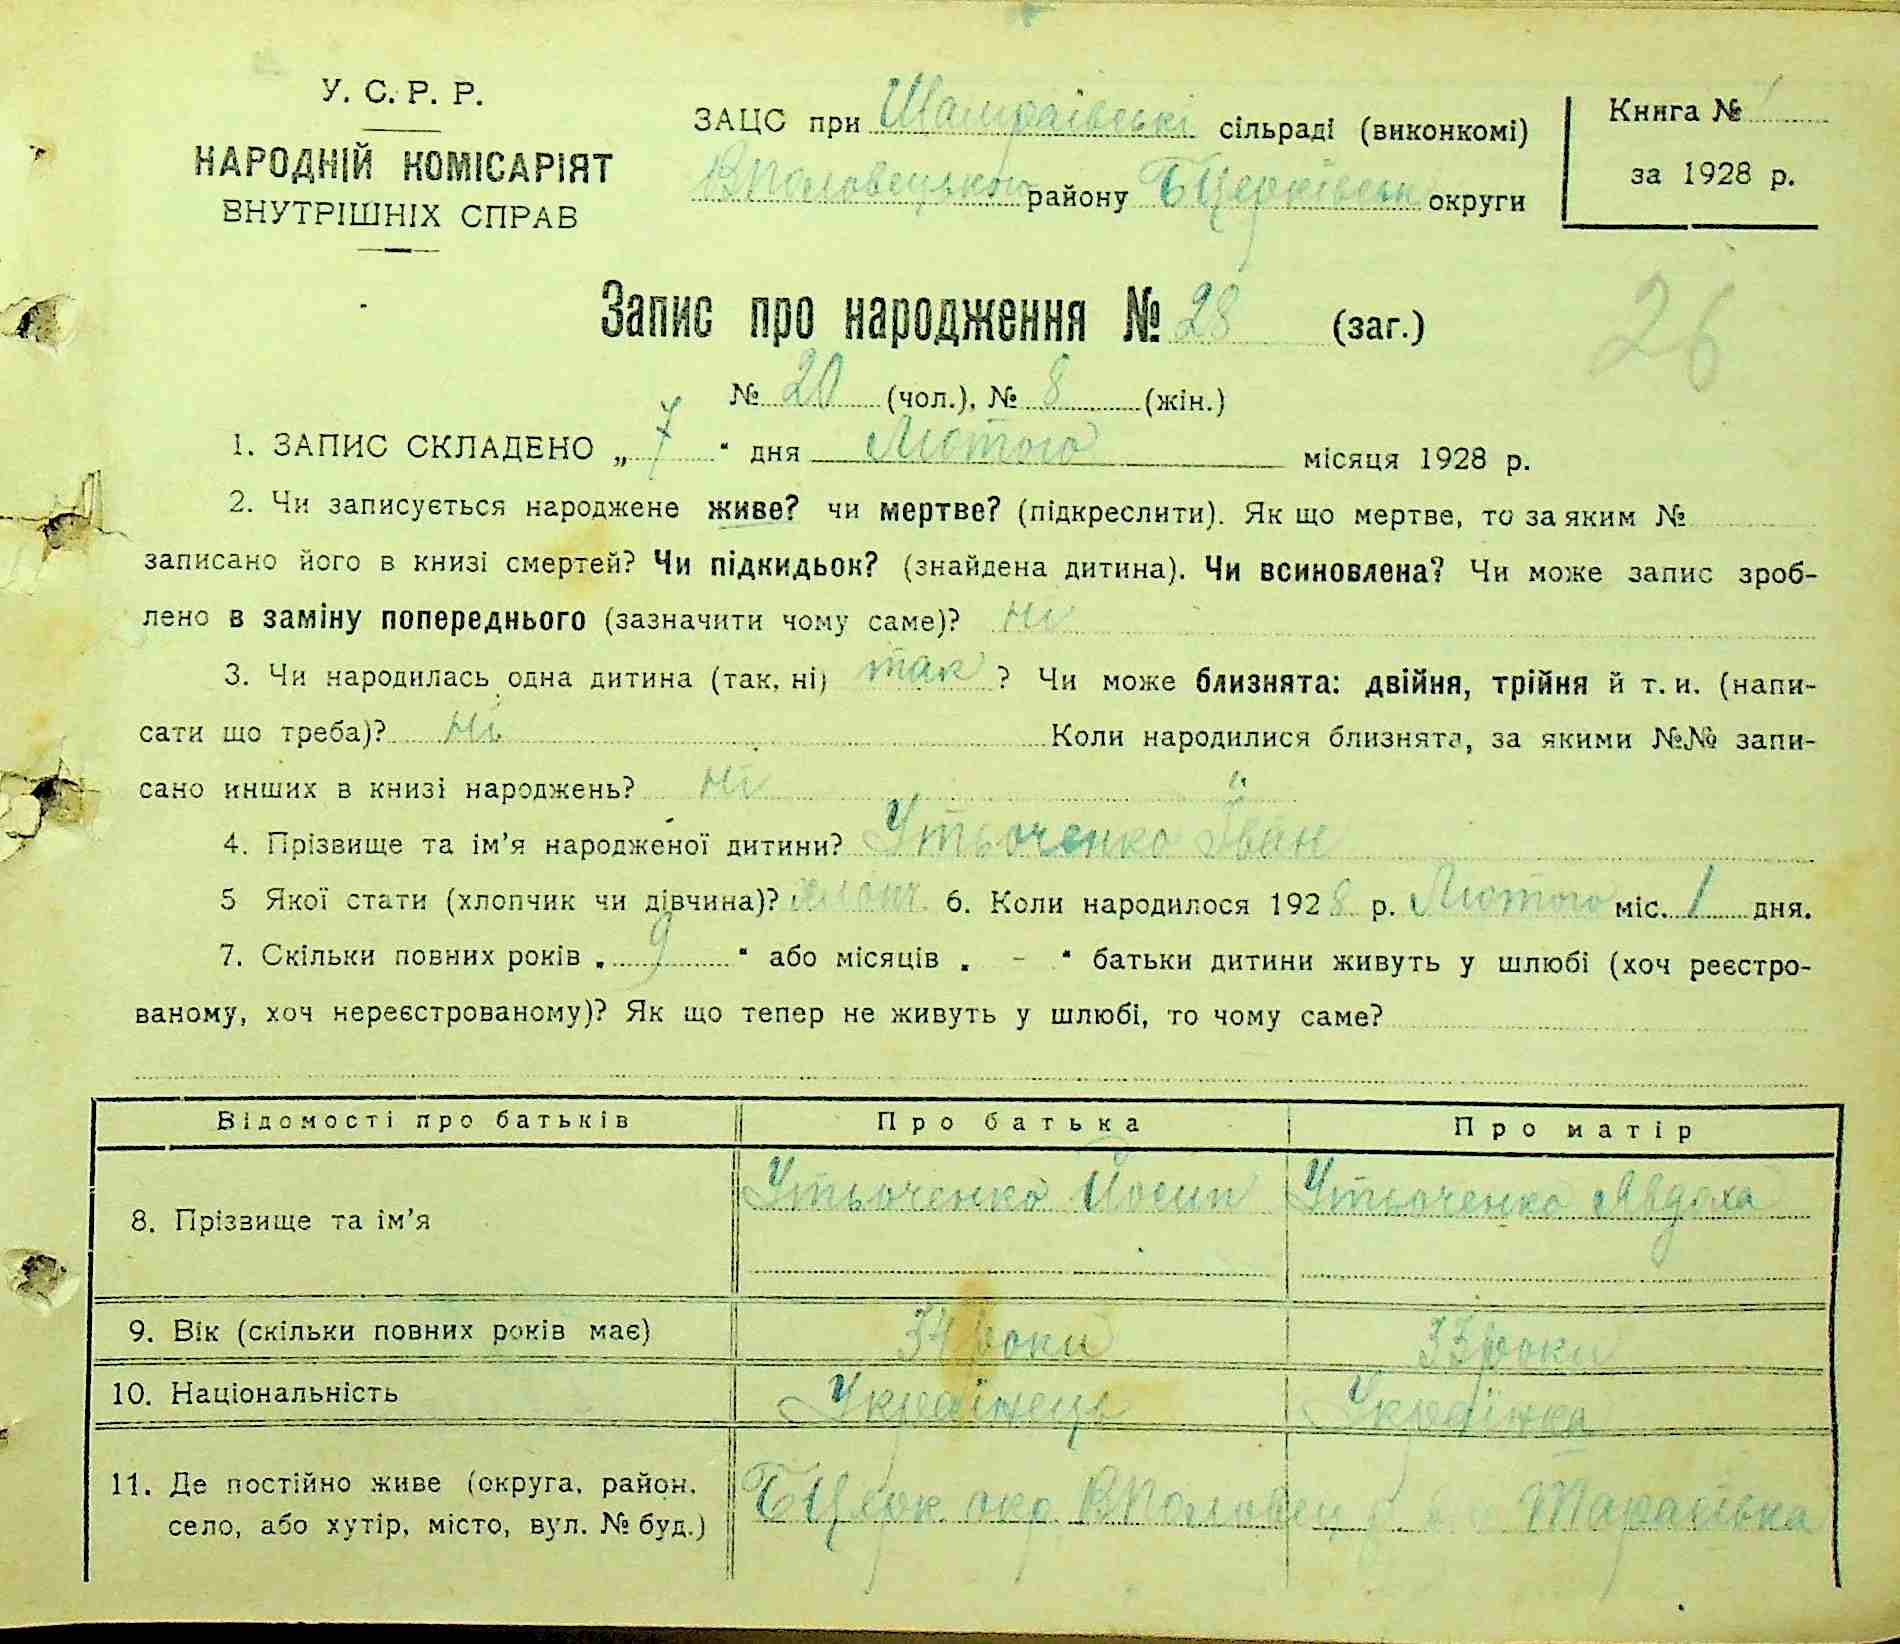 У. С. Р. Р.
НАРОДНІЙ КОМІСАРІЯТ
ВНУТРІШНІХ СПРАВ
ЗАЦС при Шамраївські сільраді (виконкомі)
ВПоловецького району БЦерківськ округи
Книга № 1
за 1928 р.
Запис про народження № 28 (заг.)
26
№ 20 (чол.), № 8 (жін.)
1. ЗАПИС СКЛАДЕНО „ 7 " дня Лютого місяця 1928 р.
2. Чи записується народжене живе? чи мертве? (підкреслити). Як що мертве, то за яким №
записано його в книзі смертей? Чи підкидьок? (знайдена дитина). Чи всиновлена? Чи може запис зроб-
лено в заміну попереднього (зазначити чому саме)? ні
3. Чи народилась одна дитина (так, ні) так ? Чи може близнята: двійня, трійня й т. и. (напи-
сати що треба)? ні Коли народилися близнята, за якими №№ запи-
сано инших в книзі народжень? ні
4. Прізвище та ім'я народженої дитини? Утьоченко Іван
5 Якої стати (хлопчик чи дівчина)? хлопч 6. Коли народилося 1928 р. Лютого міс. 1 дня.
7. Скільки повних років „ 9 " або місяців „ - " батьки дитини живуть у шлюбі (хоч реєстро-
ваному, хоч нереєстрованому)? Як що тепер не живуть у шлюбі, то чому саме?
Відомості про батьків Про батька Про матір
8. Прізвище та ім'я Утьоченко Йосип Утьоченко Явдоха
9. Вік (скільки повних років має) 34 роки 33 роки
10. Національність Українець Українка
11. Де постійно живе (округа, район,
село, або хутір, місто, вул. № буд.) БЦерк. окр. ВПоловец р. Тарасівка